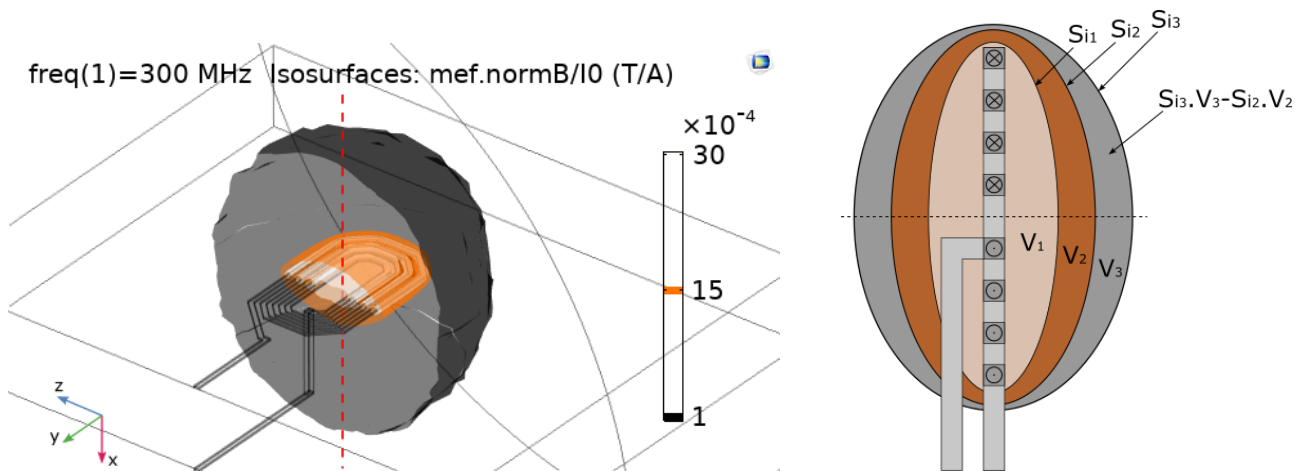 freq(1)=300 MHz Isosurfaces: mef.normB/I0 (T/A)
×10⁻⁴
30
15
1
z
y
x
Si1
Si2
Si3
Si3.V3-Si2.V2
V1
V2
V3